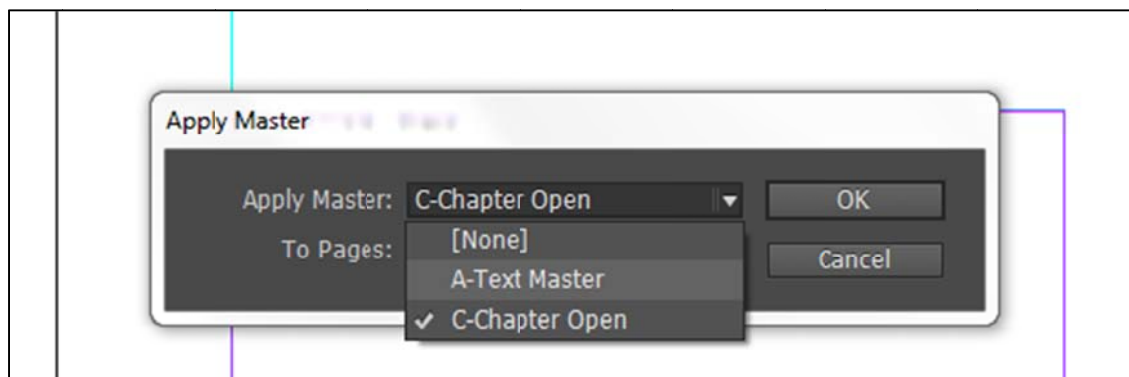 Apply Master
Apply Master: C-Chapter Open OK
[None]
To Pages: Cancel
A-Text Master
✓ C-Chapter Open